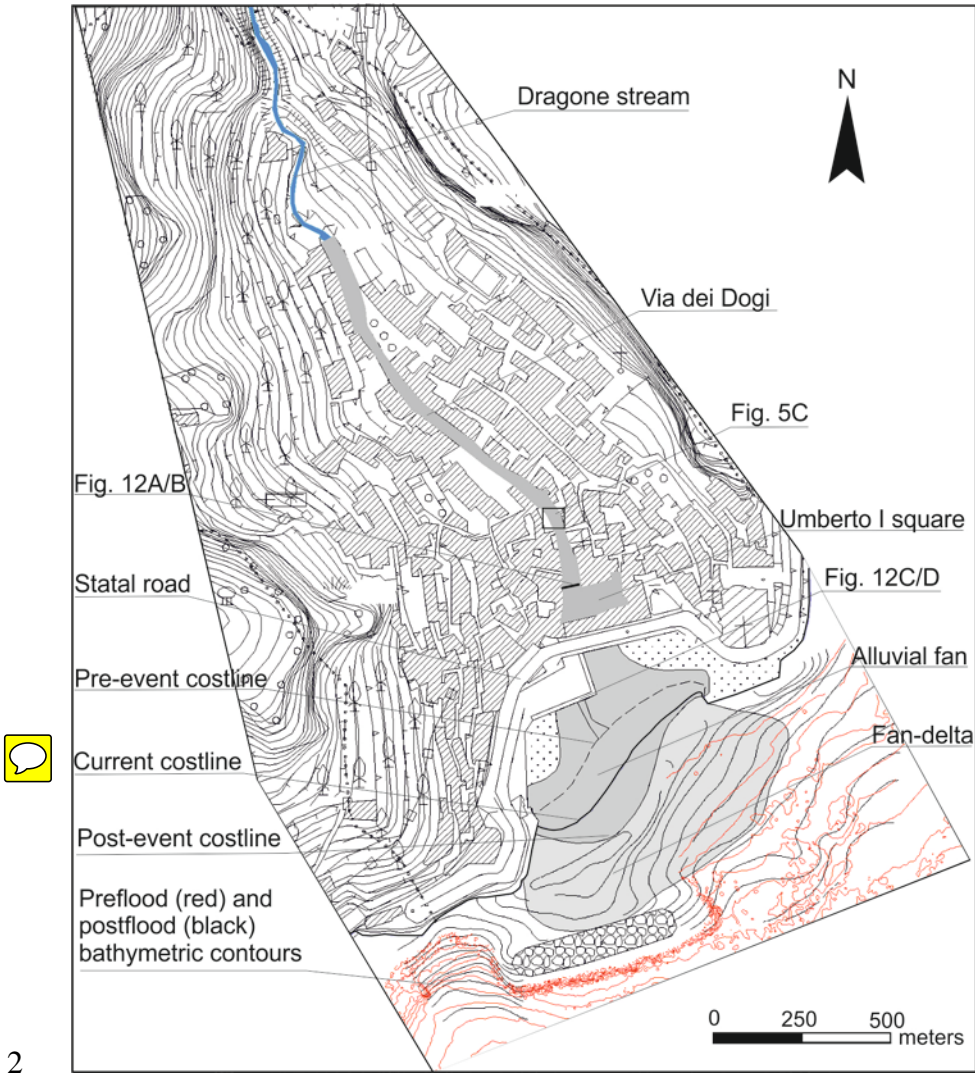 Dragone stream
N
Via dei Dogi
Fig. 5C
Fig. 12A/B
Umberto I square
Statal road
Fig. 12C/D
Pre-event costline
Alluvial fan
Fan-delta
Current costline
Post-event costline
Preflood (red) and
postflood (black)
bathymetric contours
0 250 500
meters
2